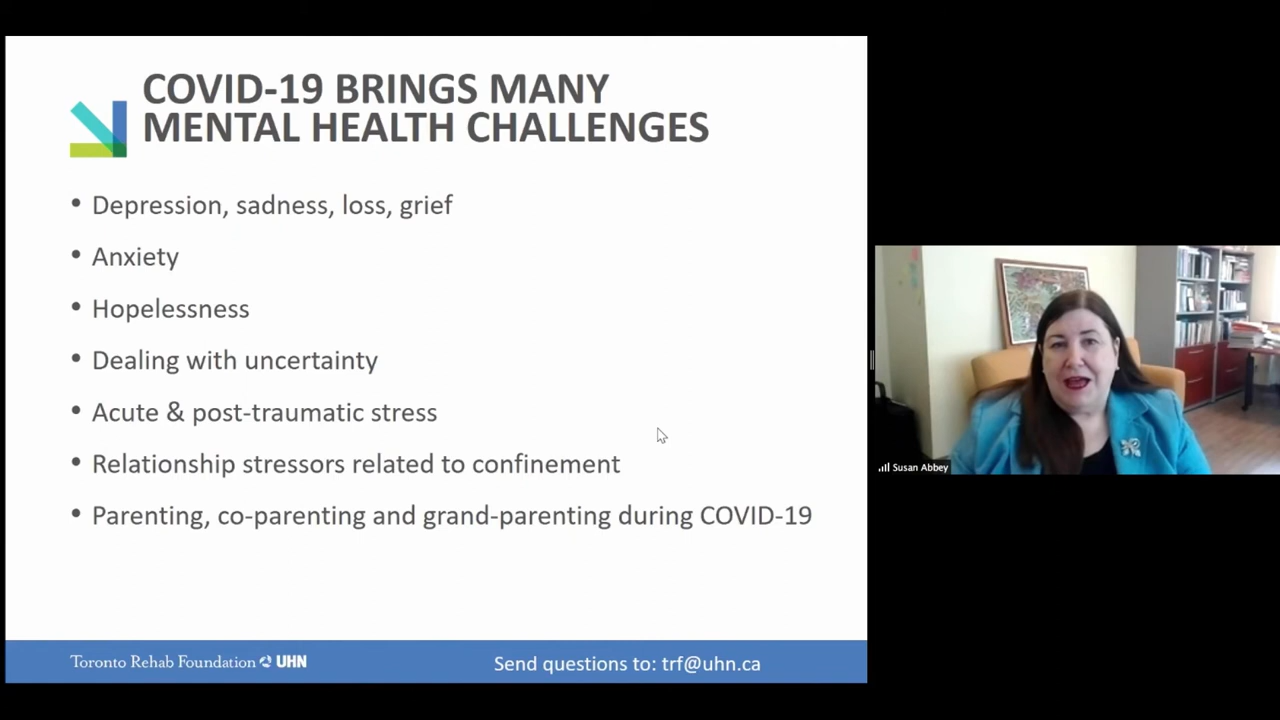 COVID-19 BRINGS MANY
MENTAL HEALTH CHALLENGES
• Depression, sadness, loss, grief
• Anxiety
• Hopelessness
• Dealing with uncertainty
• Acute & post-traumatic stress
• Relationship stressors related to confinement
• Parenting, co-parenting and grand-parenting during COVID-19
Toronto Rehab Foundation UHN
Send questions to: trf@uhn.ca
Susan Abbey